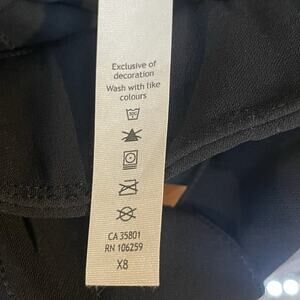 Exclusive of
decoration
Wash with like
colours
CA 35801
RN 106259
X8